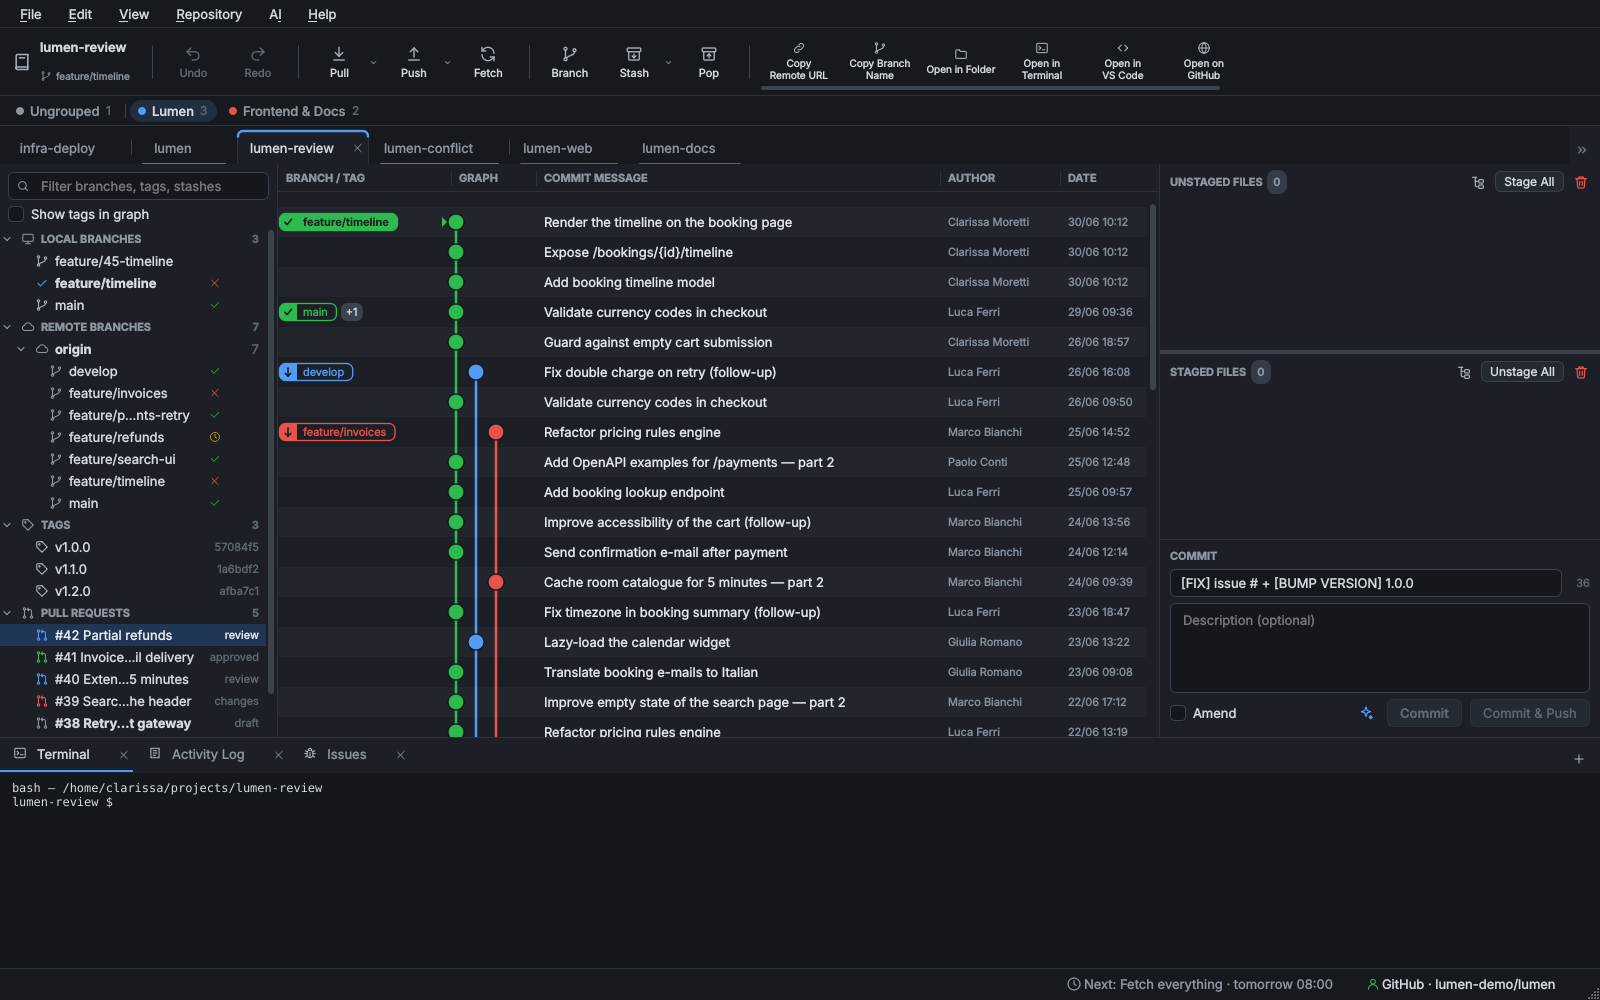 File Edit View Repository AI Help
lumen-review
feature/timeline
Undo Redo Pull Push Fetch Branch Stash Pop
Copy Remote URL
Copy Branch Name
Open in Folder
Open in Terminal
Open in VS Code
Open on GitHub
Ungrouped 1 Lumen 3 Frontend & Docs 2
infra-deploy lumen lumen-review lumen-conflict lumen-web lumen-docs
Filter branches, tags, stashes
Show tags in graph
LOCAL BRANCHES 3
feature/45-timeline
feature/timeline
main
REMOTE BRANCHES 7
origin 7
develop
feature/invoices
feature/p...nts-retry
feature/refunds
feature/search-ui
feature/timeline
main
TAGS 3
v1.0.0 57084f5
v1.1.0 1a6bdf2
v1.2.0 afba7c1
PULL REQUESTS 5
#42 Partial refunds review
#41 Invoice...il delivery approved
#40 Exten...5 minutes review
#39 Searc...he header changes
#38 Retry...t gateway draft
BRANCH / TAG GRAPH COMMIT MESSAGE AUTHOR DATE
feature/timeline Render the timeline on the booking page Clarissa Moretti 30/06 10:12
Expose /bookings/{id}/timeline Clarissa Moretti 30/06 10:12
Add booking timeline model Clarissa Moretti 30/06 10:12
main +1 Validate currency codes in checkout Luca Ferri 29/06 09:36
Guard against empty cart submission Clarissa Moretti 26/06 18:57
develop Fix double charge on retry (follow-up) Luca Ferri 26/06 16:08
Validate currency codes in checkout Luca Ferri 26/06 09:50
feature/invoices Refactor pricing rules engine Marco Bianchi 25/06 14:52
Add OpenAPI examples for /payments — part 2 Paolo Conti 25/06 12:48
Add booking lookup endpoint Luca Ferri 25/06 09:57
Improve accessibility of the cart (follow-up) Marco Bianchi 24/06 13:56
Send confirmation e-mail after payment Marco Bianchi 24/06 12:14
Cache room catalogue for 5 minutes — part 2 Marco Bianchi 24/06 09:39
Fix timezone in booking summary (follow-up) Luca Ferri 23/06 18:47
Lazy-load the calendar widget Giulia Romano 23/06 13:22
Translate booking e-mails to Italian Giulia Romano 23/06 09:08
Improve empty state of the search page — part 2 Marco Bianchi 22/06 17:12
Refactor pricing rules engine Luca Ferri 22/06 13:19
UNSTAGED FILES 0 Stage All
STAGED FILES 0 Unstage All
COMMIT
[FIX] issue # + [BUMP VERSION] 1.0.0 36
Description (optional)
Amend Commit Commit & Push
Terminal Activity Log Issues
bash — /home/clarissa/projects/lumen-review
lumen-review $
Next: Fetch everything · tomorrow 08:00 GitHub · lumen-demo/lumen